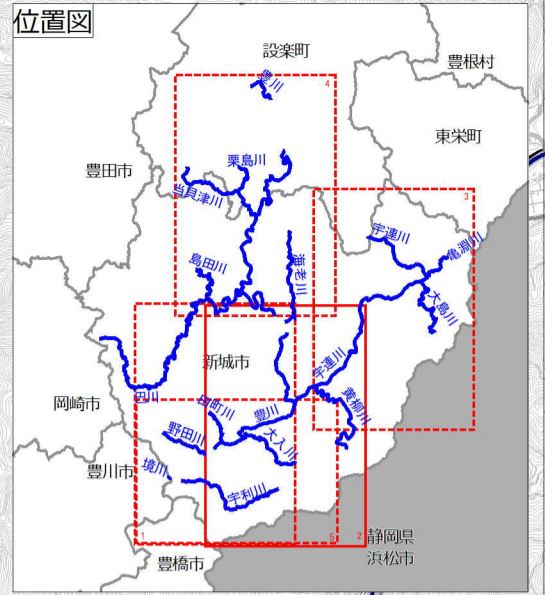 位置図
設楽町
豊根村
豊川
4
東栄町
栗島川
豊田市
当貝津川
3
宇連川
亀淵川
島田川
海老川
大島川
新城市
宇連川
巴川
岡崎市
田町川
豊川
黄柳川
野田川
大入川
豊川市
境川
宇利川
1
5
2
静岡県
浜松市
豊橋市